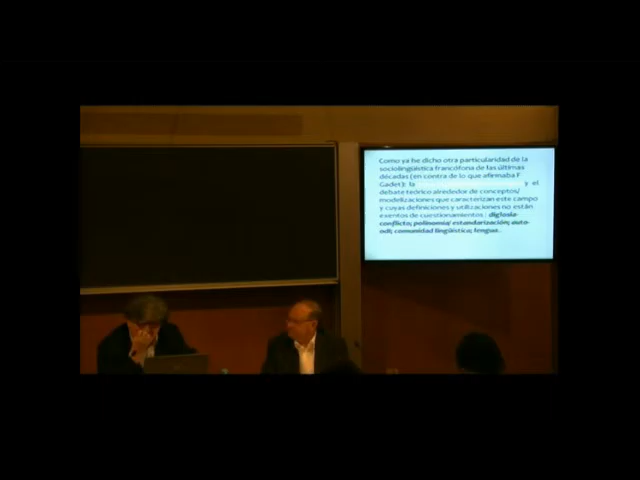 Como ya he dicho otra particularidad de la
sociolingüística francófona de las últimas
décadas (en contra de lo que afirmaba F
Gadet): la y el
debate teórico alrededor de conceptos/
modelizaciones que caracterizan este campo
y cuyas definiciones y utilizaciones no están
exentos de cuestionamientos : diglosia-
conflicto; polinomia/ estandarización; auto-
odi; comunidad lingüística; lengua.